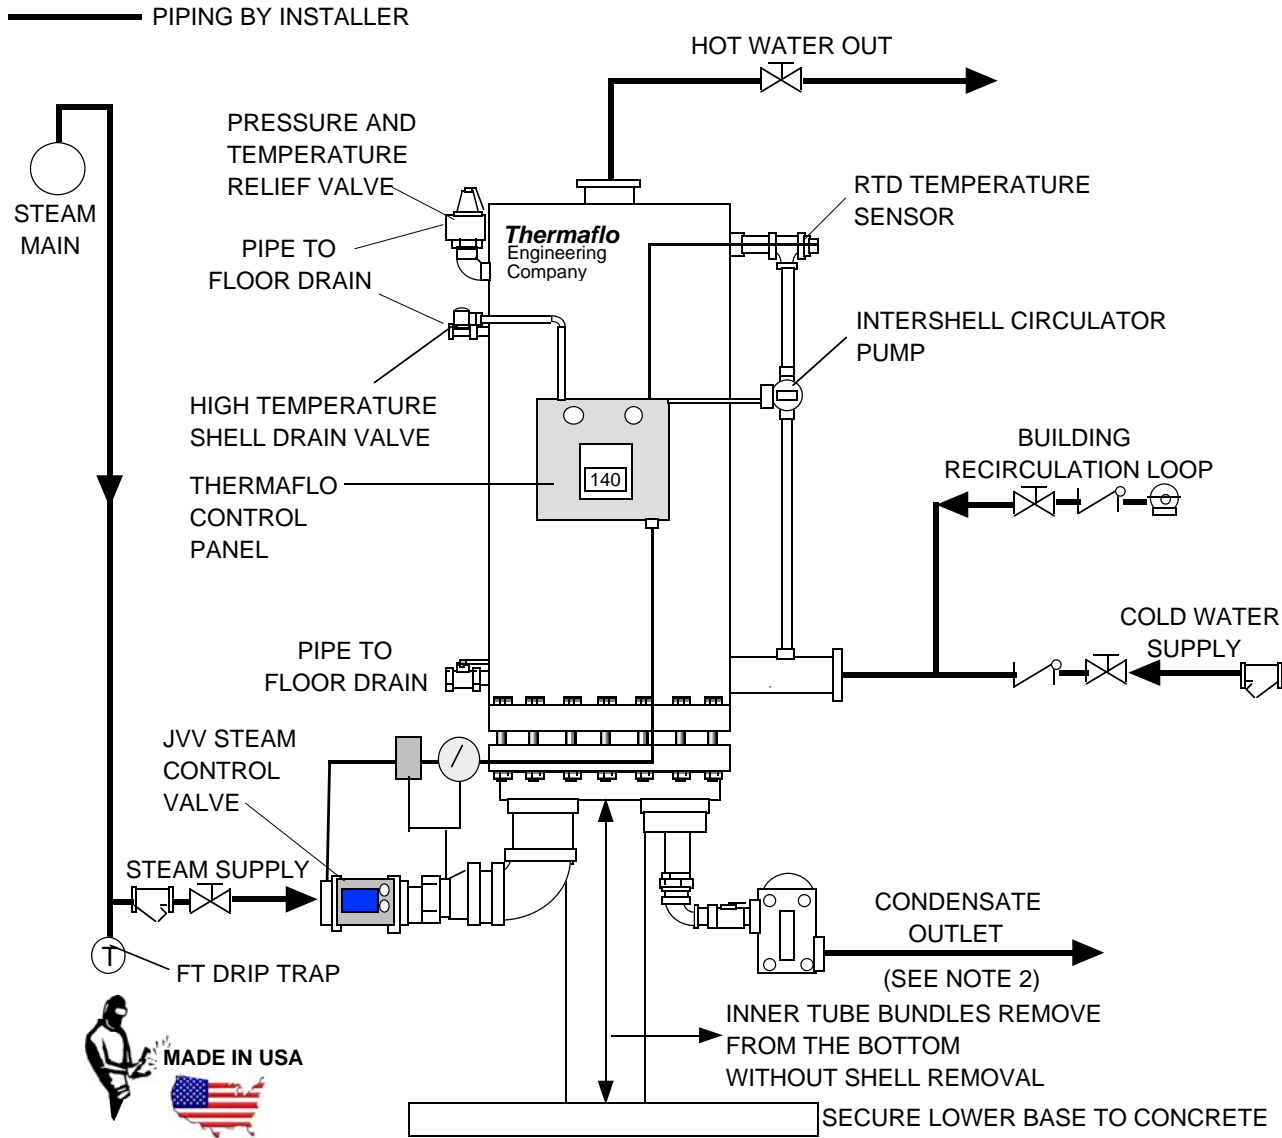 PIPING BY INSTALLER
HOT WATER OUT
PRESSURE AND
TEMPERATURE
RELIEF VALVE
STEAM
MAIN
PIPE TO
FLOOR DRAIN
Thermaflo
Engineering
Company
RTD TEMPERATURE
SENSOR
INTERSHELL CIRCULATOR
PUMP
HIGH TEMPERATURE
SHELL DRAIN VALVE
BUILDING
RECIRCULATION LOOP
THERMAFLO
CONTROL
PANEL
140
COLD WATER
SUPPLY
PIPE TO
FLOOR DRAIN
JVV STEAM
CONTROL
VALVE
STEAM SUPPLY
CONDENSATE
OUTLET
(SEE NOTE 2)
T
FT DRIP TRAP
INNER TUBE BUNDLES REMOVE
FROM THE BOTTOM
WITHOUT SHELL REMOVAL
MADE IN USA
SECURE LOWER BASE TO CONCRETE